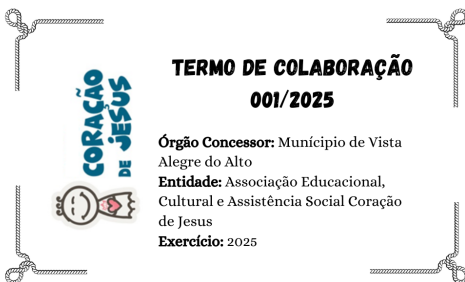 CORAÇÃO
DE JESUS
TERMO DE COLABORAÇÃO
001/2025
Órgão Concessor: Munícipio de Vista
Alegre do Alto
Entidade: Associação Educacional,
Cultural e Assistência Social Coração
de Jesus
Exercício: 2025